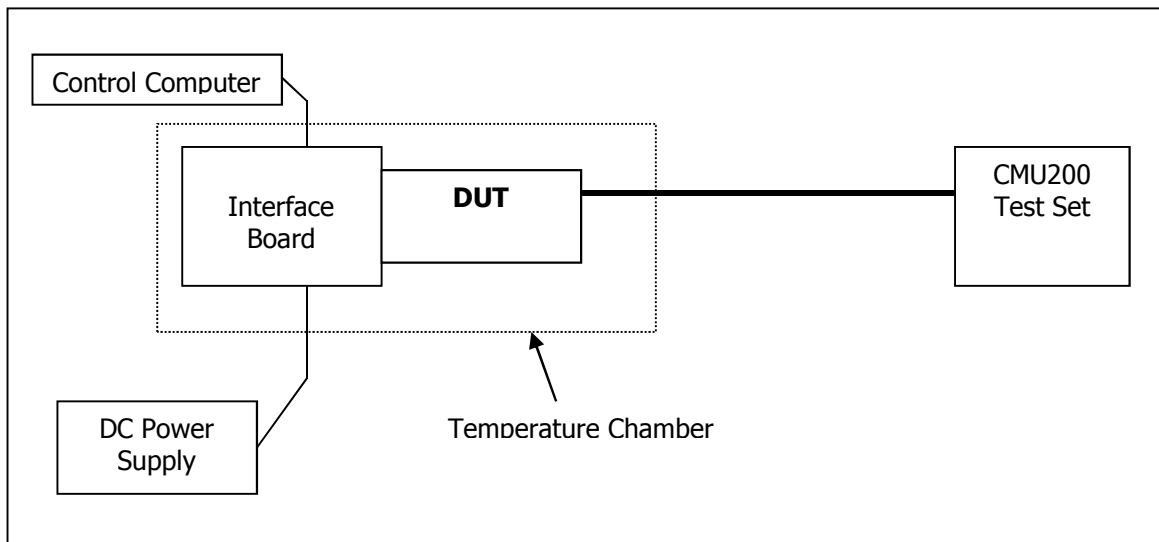 Control Computer
Interface
Board
DUT
CMU200
Test Set
DC Power
Supply
Temperature Chamber